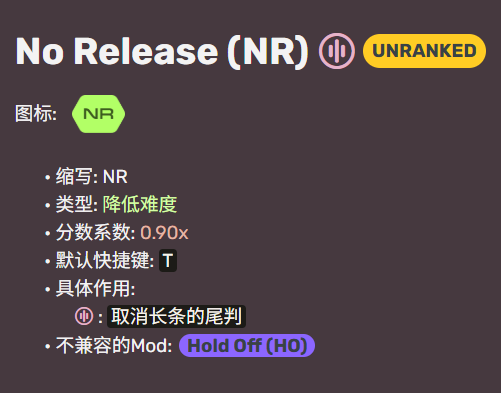 No Release (NR) UNRANKED
图标: NR
• 缩写: NR
• 类型: 降低难度
• 分数系数: 0.90x
• 默认快捷键: T
• 具体作用:
: 取消长条的尾判
• 不兼容的Mod: Hold Off (HO)